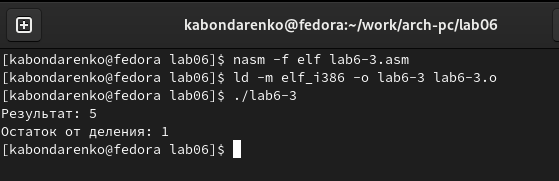 kabondarenko@fedora:~/work/arch-pc/lab06
[kabondarenko@fedora lab06]$ nasm -f elf lab6-3.asm
[kabondarenko@fedora lab06]$ ld -m elf_i386 -o lab6-3 lab6-3.o
[kabondarenko@fedora lab06]$ ./lab6-3
Результат: 5
Остаток от деления: 1
[kabondarenko@fedora lab06]$